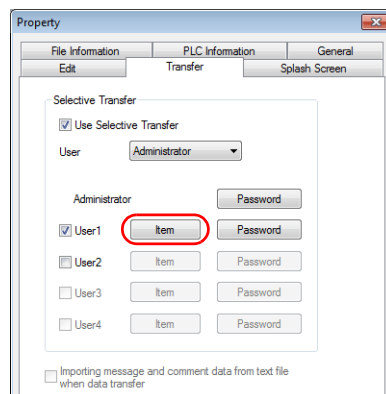 Property
File Information PLC Information General
Edit Transfer Splash Screen
Selective Transfer
Use Selective Transfer
User Administrator
Administrator Password
User1 Item Password
User2 Item Password
User3 Item Password
User4 Item Password
Importing message and comment data from text file
when data transfer